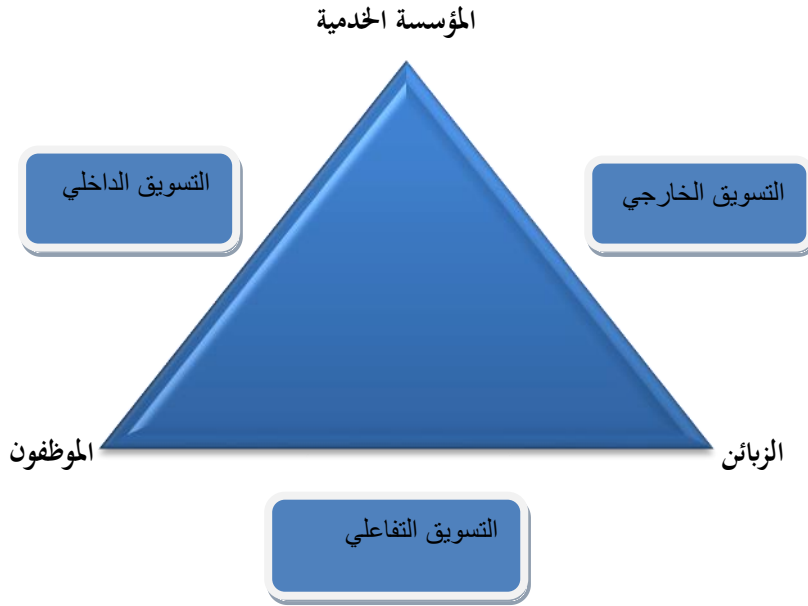 المؤسسة الخدمية
التسويق الخارجي
التسويق الداخلي
الزبائن
الموظفون
التسويق التفاعلي